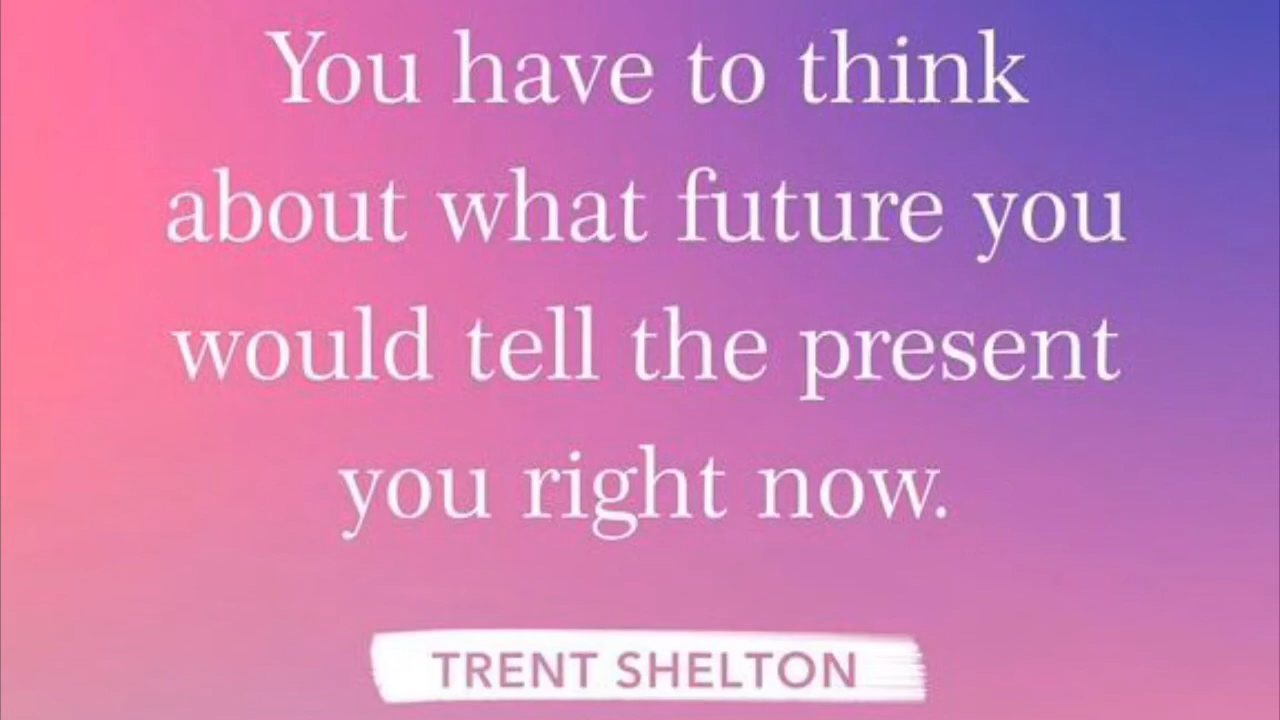 You have to think
about what future you
would tell the present
you right now.
TRENT SHELTON